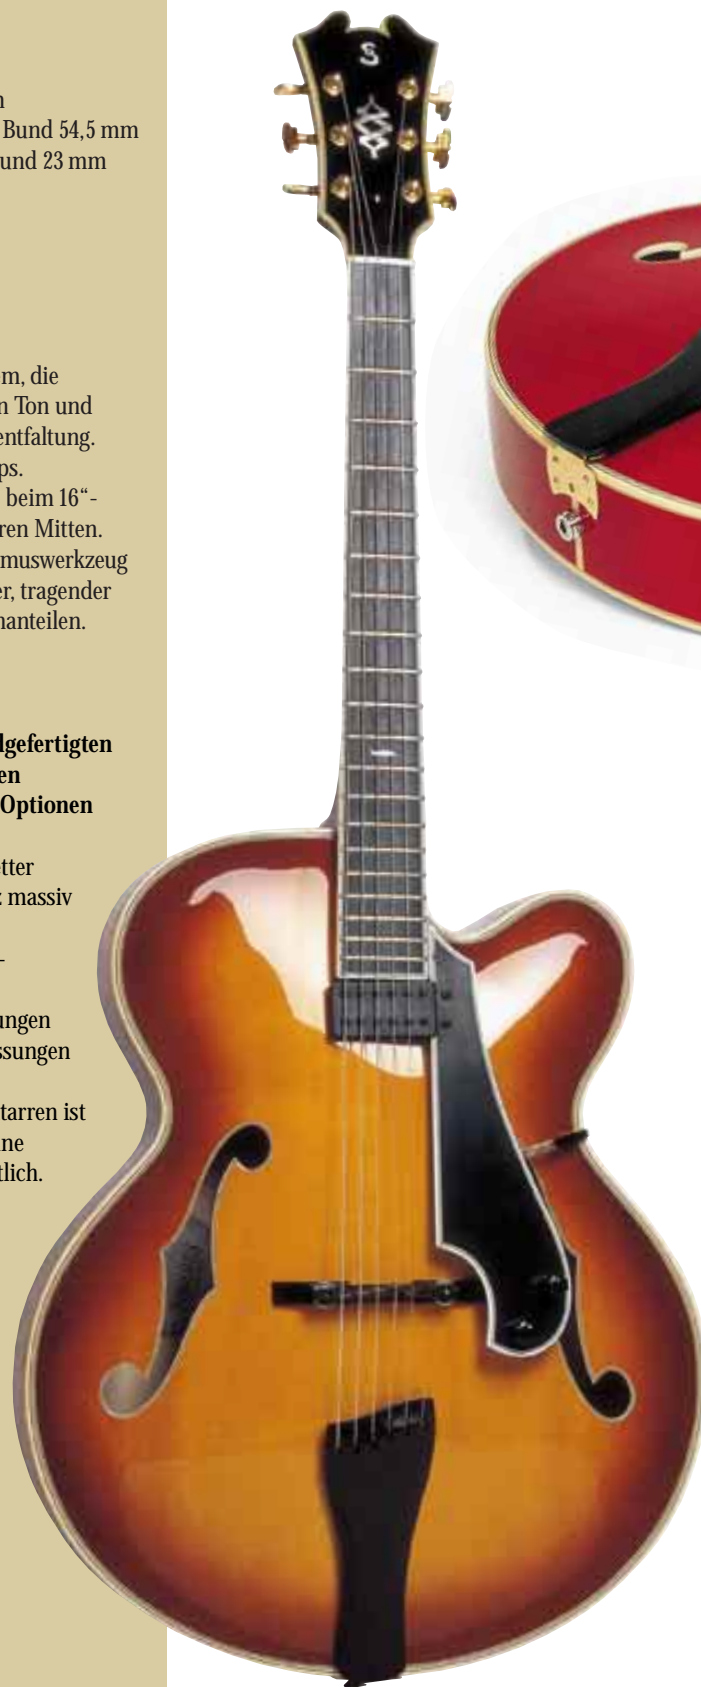 Bund 54,5 mm
und 23 mm
die
Ton und
entfaltung.
ps.
beim 16“-
ren Mitten.
muswerkzeug
er, tragender
nanteilen.
lgefertigten
en
Optionen
tter
massiv
-
ungen
ssungen
tarren ist
ine
tlich.
S